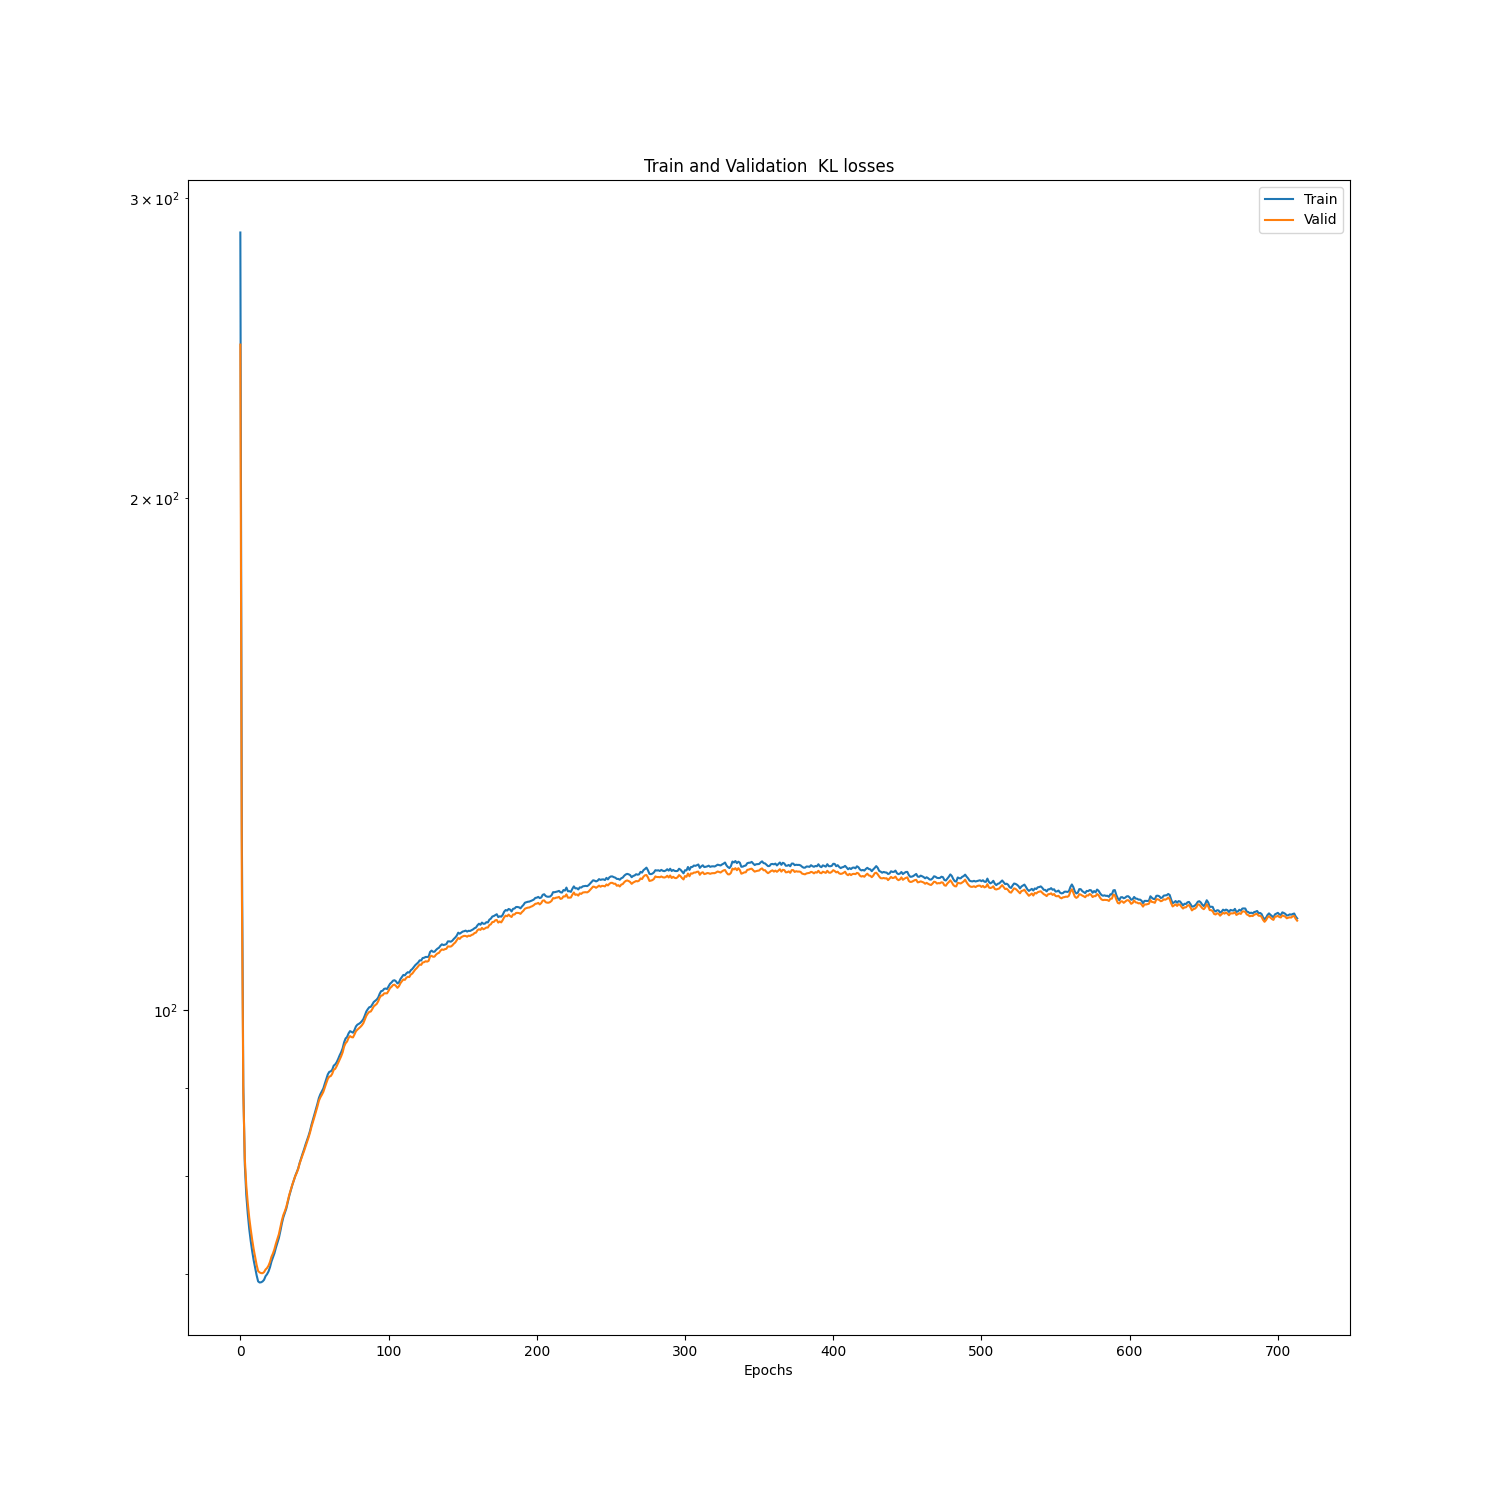 Train and Validation  KL losses
3 × 10²
Train
Valid
2 × 10²
10²
0 100 200 300 400 500 600 700
Epochs